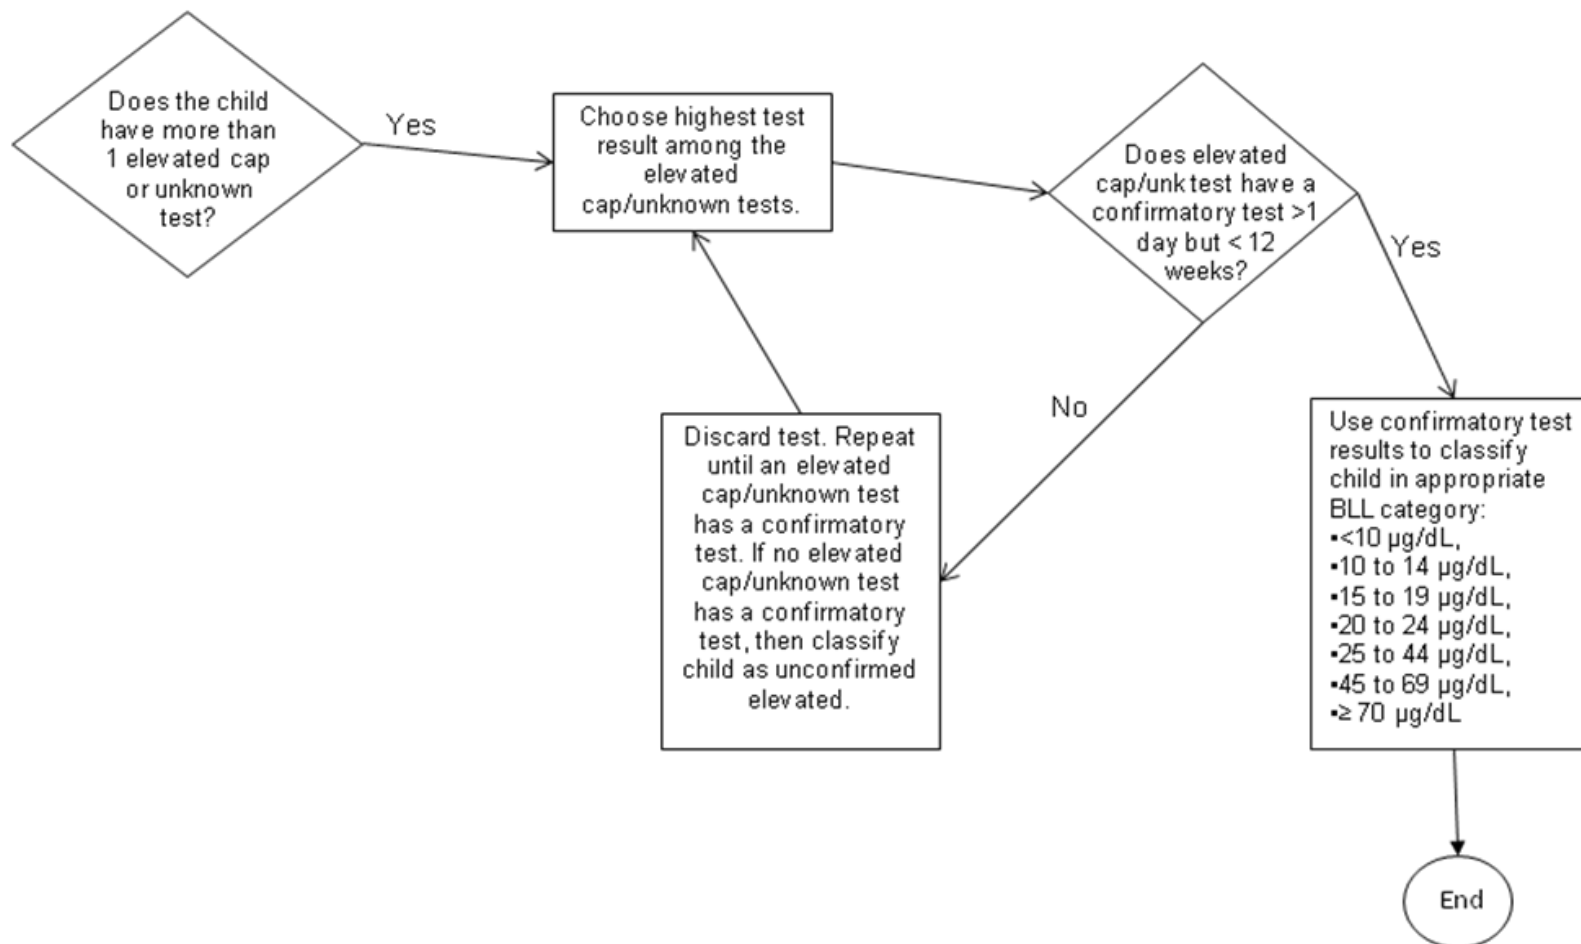 Does the child
have more than
1 elevated cap
or unknown
test?
Yes
Choose highest test
result among the
elevated
cap/unknown tests.
Does elevated
cap/unk test have a
confirmatory test >1
day but < 12
weeks?
Yes
No
Discard test. Repeat
until an elevated
cap/unknown test
has a confirmatory
test. If no elevated
cap/unknown test
has a confirmatory
test, then classify
child as unconfirmed
elevated.
Use confirmatory test
results to classify
child in appropriate
BLL category:
▪<10 µg/dL,
▪10 to 14 µg/dL,
▪15 to 19 µg/dL,
▪20 to 24 µg/dL,
▪25 to 44 µg/dL,
▪45 to 69 µg/dL,
▪≥ 70 µg/dL
End